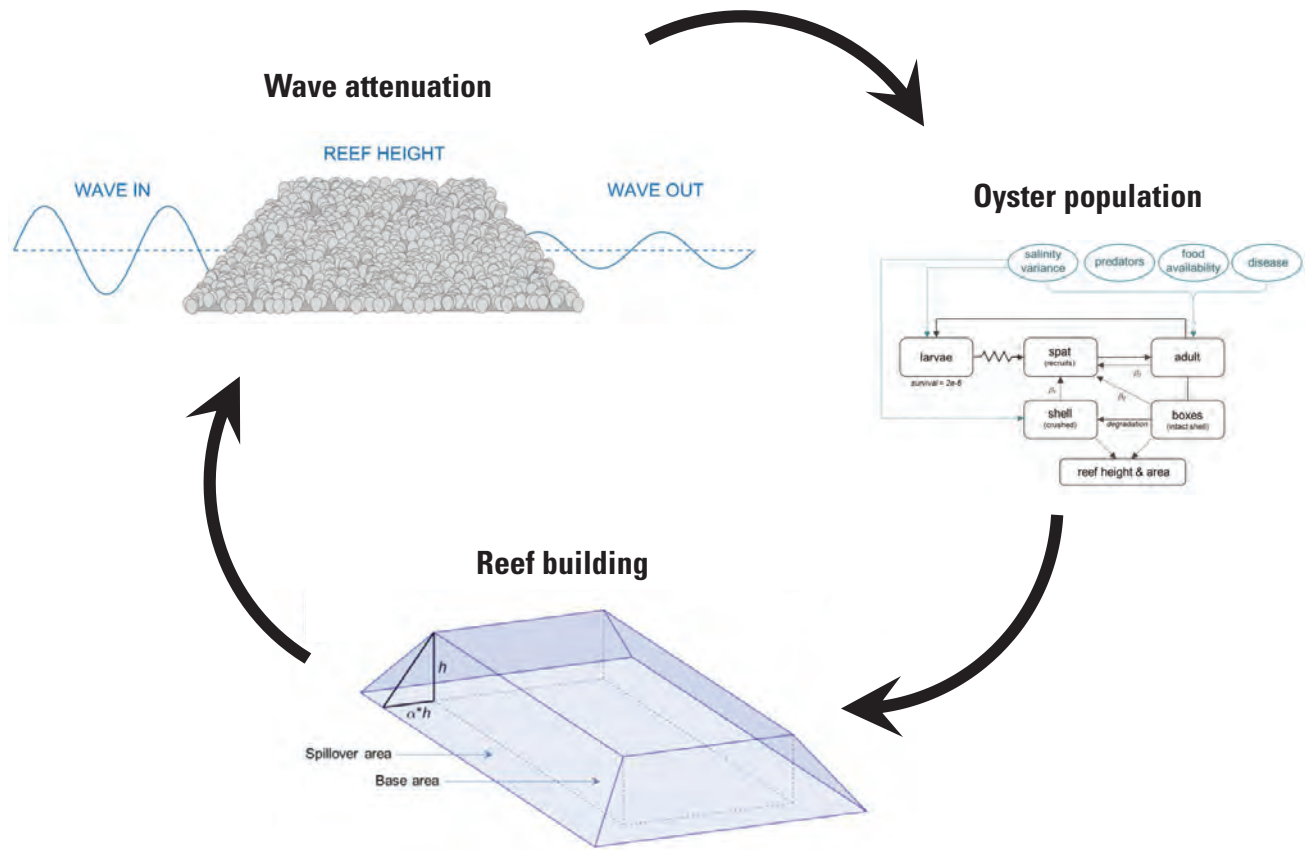 Wave attenuation
REEF HEIGHT
WAVE IN
WAVE OUT
Oyster population
salinity
variance
predators
food
availability
disease
larvae
spat
(recruits)
adult
survival = 2e-6
shell
(crushed)
degradation
boxes
(intact shell)
reef height & area
Reef building
h
α*h
Spillover area
Base area